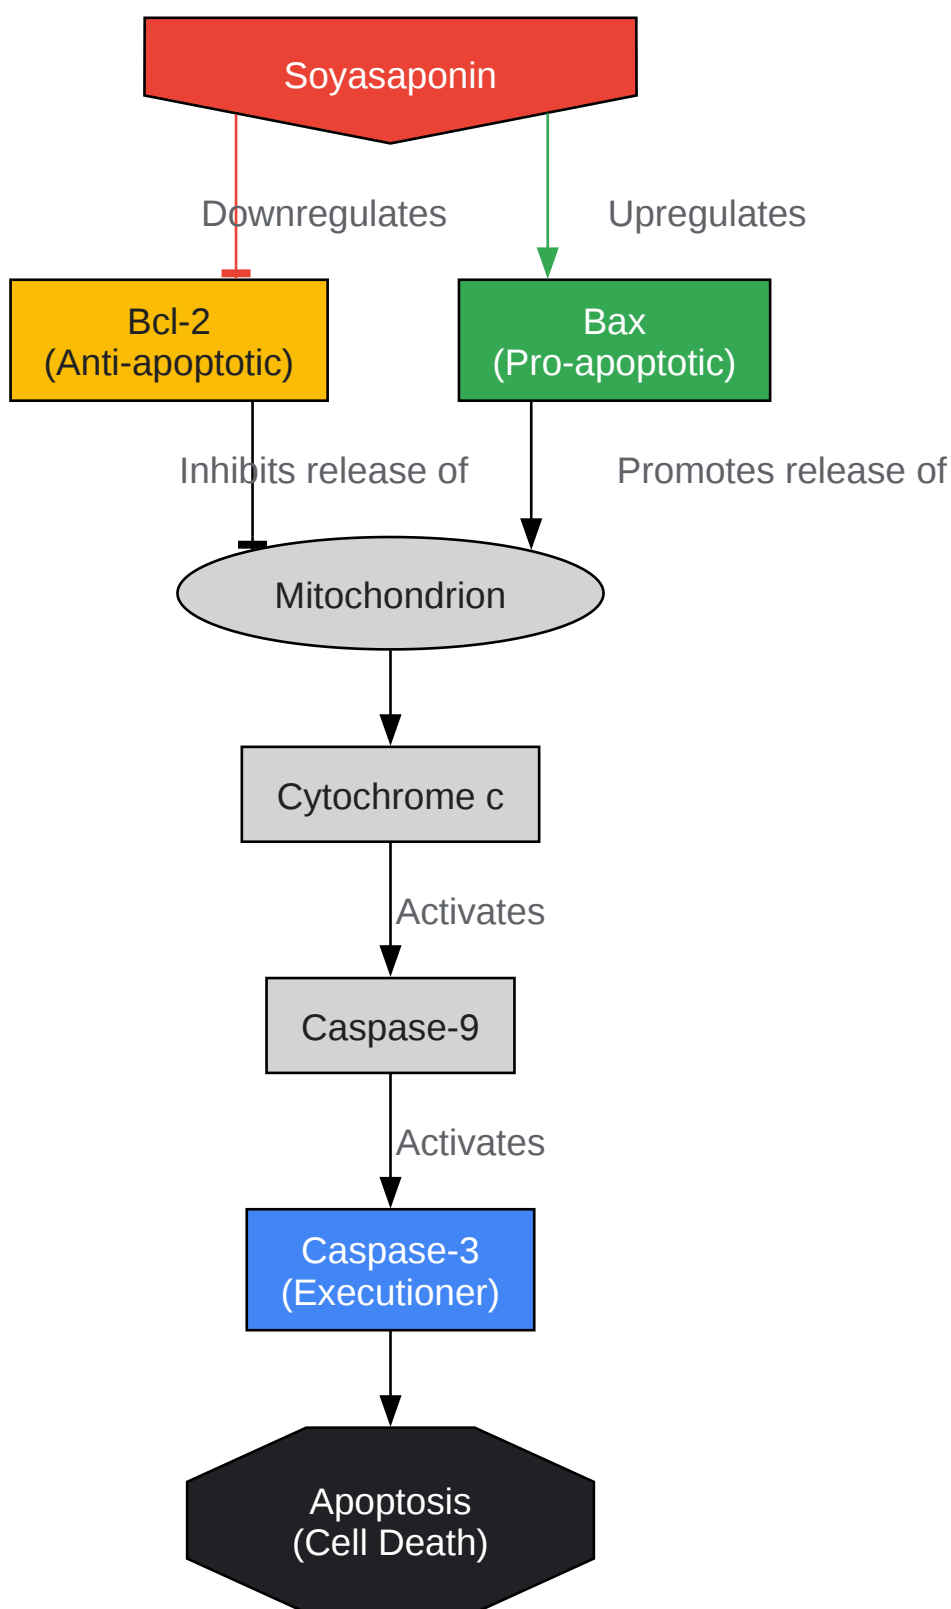 Soyasaponin
Downregulates
Upregulates
Bcl-2
(Anti-apoptotic)
Bax
(Pro-apoptotic)
Inhibits release of
Promotes release of
Mitochondrion
Cytochrome c
Activates
Caspase-9
Activates
Caspase-3
(Executioner)
Apoptosis
(Cell Death)